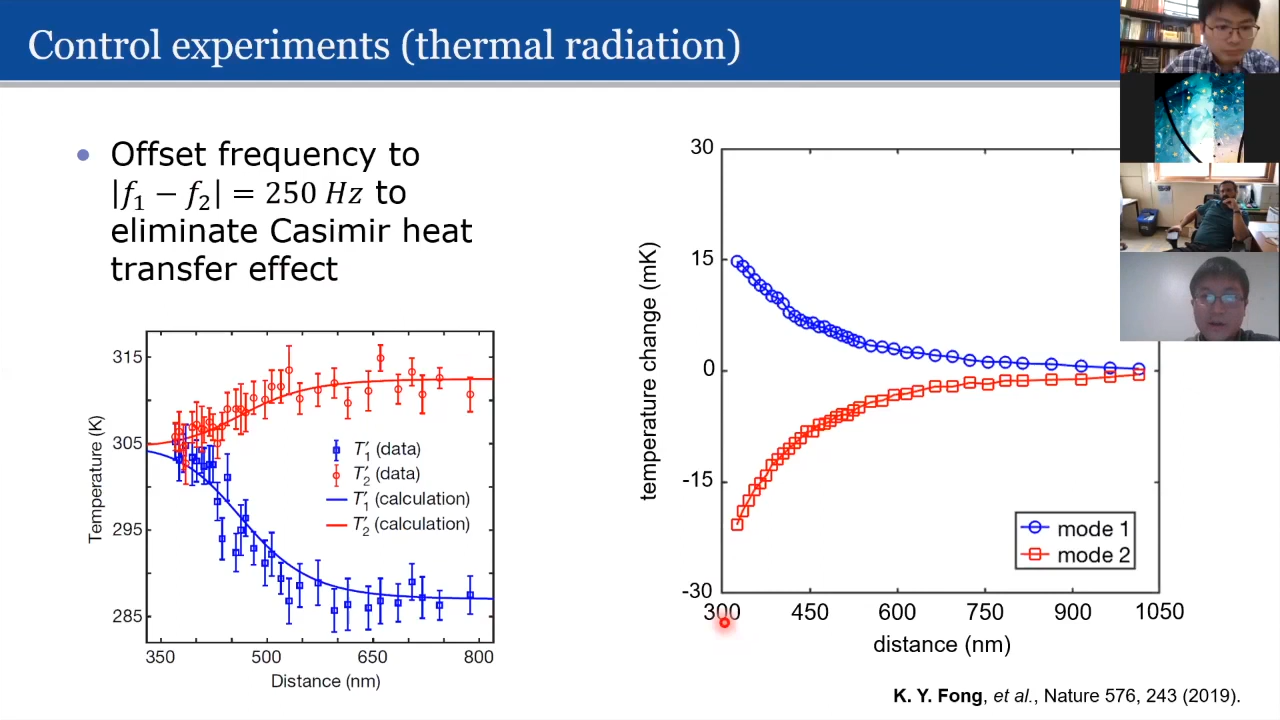 Control experiments (thermal radiation)
• Offset frequency to
|f₁ − f₂| = 250 Hz to
eliminate Casimir heat
transfer effect
315
305
295
285
Temperature (K)
T′₁ (data)
T′₂ (data)
T′₁ (calculation)
T′₂ (calculation)
350 500 650 800
Distance (nm)
30
15
0
-15
-30
temperature change (mK)
mode 1
mode 2
300 450 600 750 900 1050
distance (nm)
K. Y. Fong, et al., Nature 576, 243 (2019).